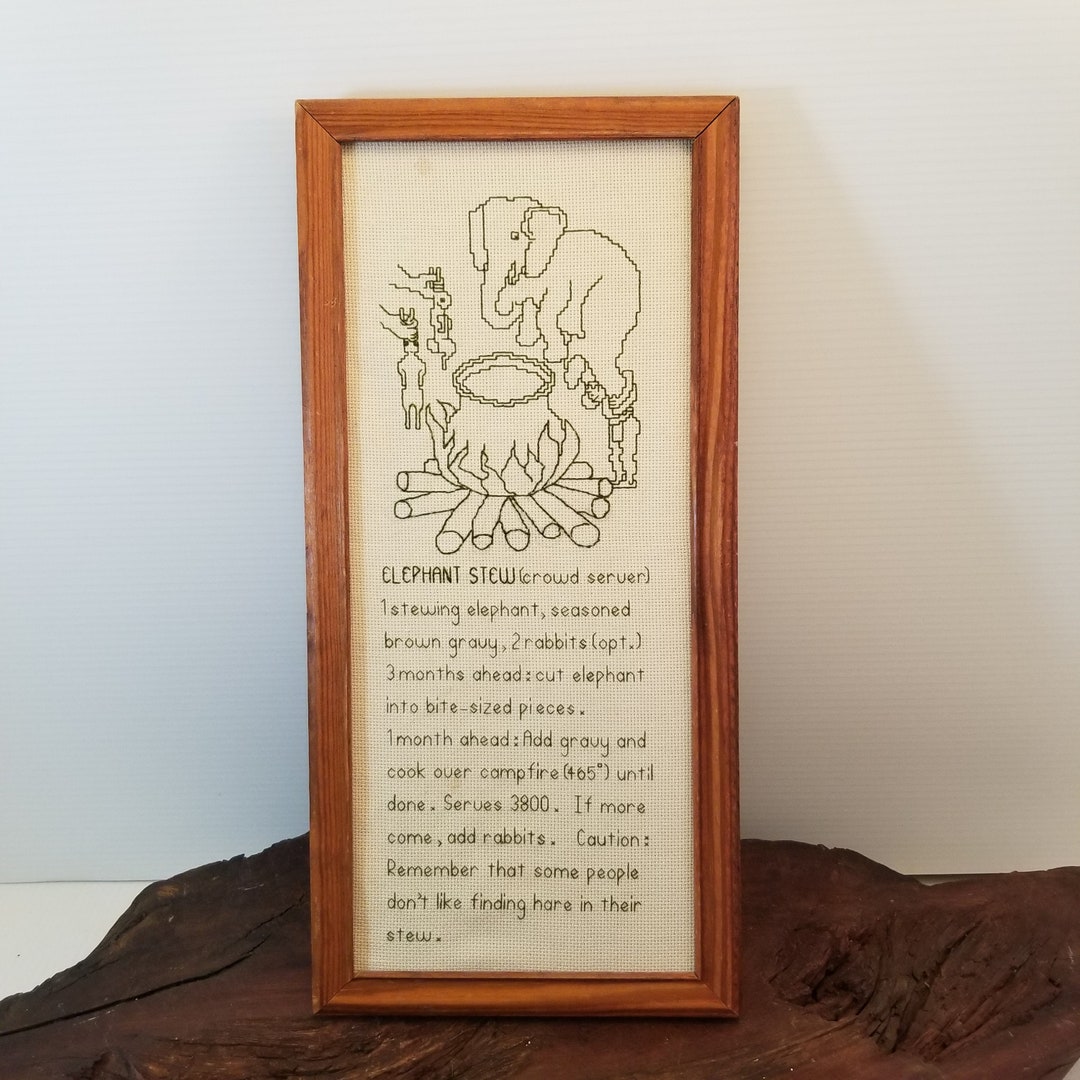 ELEPHANT STEW (crowd server)
1 stewing elephant, seasoned
brown gravy, 2 rabbits (opt.)
3 months ahead: cut elephant
into bite-sized pieces.
1 month ahead: Add gravy and
cook over campfire (465°) until
done. Serves 3800. If more
come, add rabbits. Caution:
Remember that some people
don't like finding hare in their
stew.